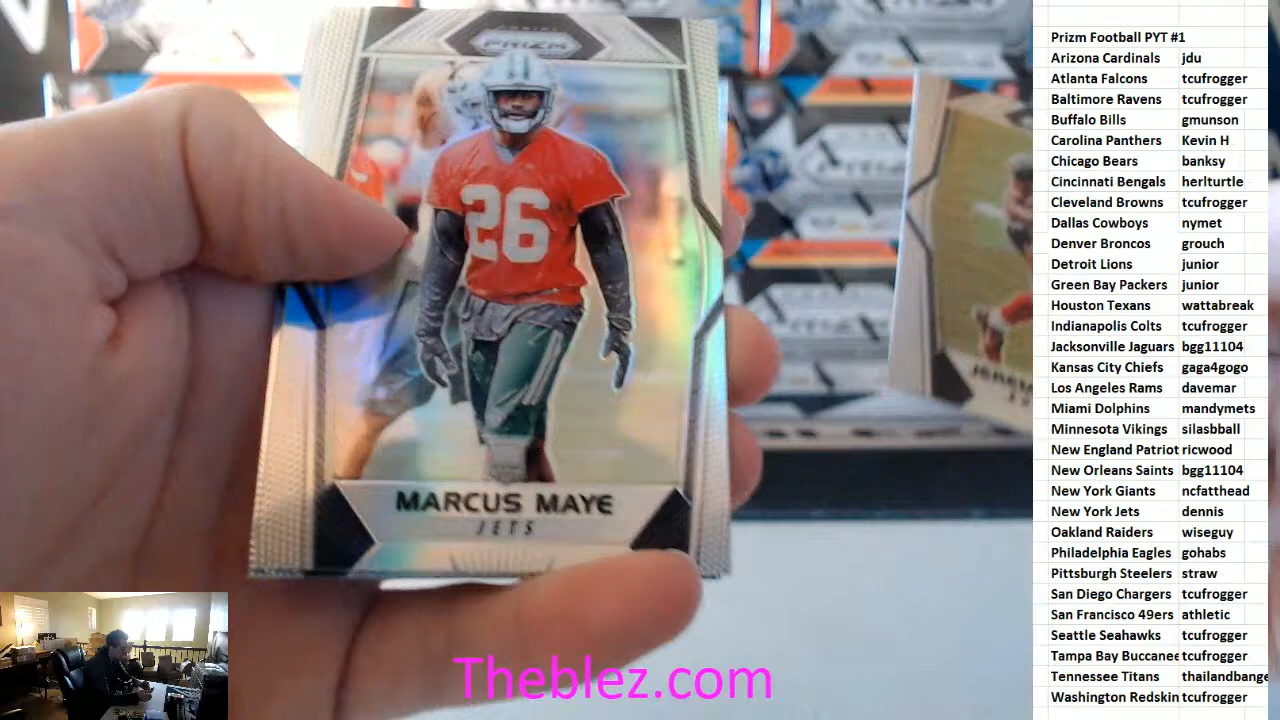 PANINI
PRIZM
26
MARCUS MAYE
JETS
Theblez.com
Prizm Football PYT #1
Arizona Cardinals jdu
Atlanta Falcons tcufrogger
Baltimore Ravens tcufrogger
Buffalo Bills gmunson
Carolina Panthers Kevin H
Chicago Bears banksy
Cincinnati Bengals herlturtle
Cleveland Browns tcufrogger
Dallas Cowboys nymet
Denver Broncos grouch
Detroit Lions junior
Green Bay Packers junior
Houston Texans wattabreak
Indianapolis Colts tcufrogger
Jacksonville Jaguars bgg11104
Kansas City Chiefs gaga4gogo
Los Angeles Rams davemar
Miami Dolphins mandymets
Minnesota Vikings silasbball
New England Patriot ricwood
New Orleans Saints bgg11104
New York Giants ncfatthead
New York Jets dennis
Oakland Raiders wiseguy
Philadelphia Eagles gohabs
Pittsburgh Steelers straw
San Diego Chargers tcufrogger
San Francisco 49ers athletic
Seattle Seahawks tcufrogger
Tampa Bay Buccanee tcufrogger
Tennessee Titans thailandbange
Washington Redskin tcufrogger